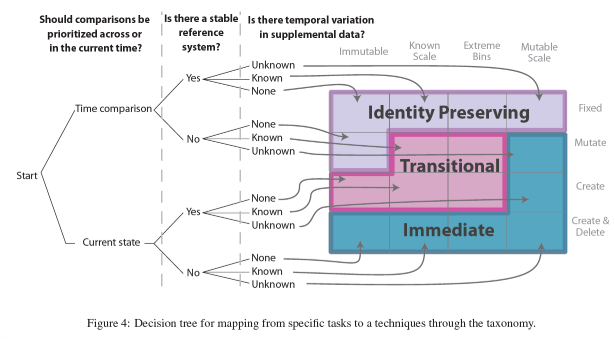 Should comparisons be
prioritized across or
in the current time?
Is there a stable
reference
system?
Is there temporal variation
in supplemental data?
Immutable
Known
Scale
Extreme
Bins
Mutable
Scale
Start
Time comparison
Yes
Unknown
Known
None
No
None
Known
Unknown
Current state
Yes
None
Known
Unknown
No
None
Known
Unknown
Identity Preserving
Transitional
Immediate
Fixed
Mutate
Create
Create &
Delete
Figure 4: Decision tree for mapping from specific tasks to a techniques through the taxonomy.